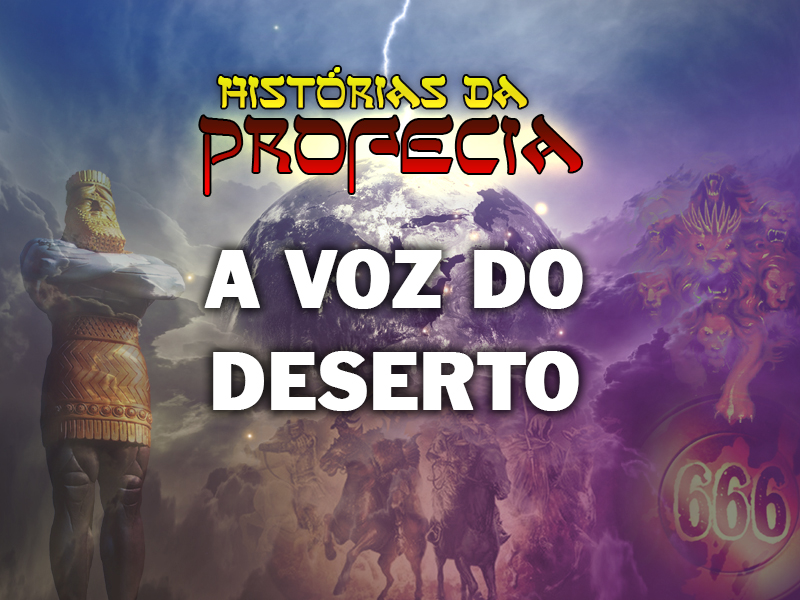 HISTÓRIAS DA
PROFECIA
A VOZ DO
DESERTO
666